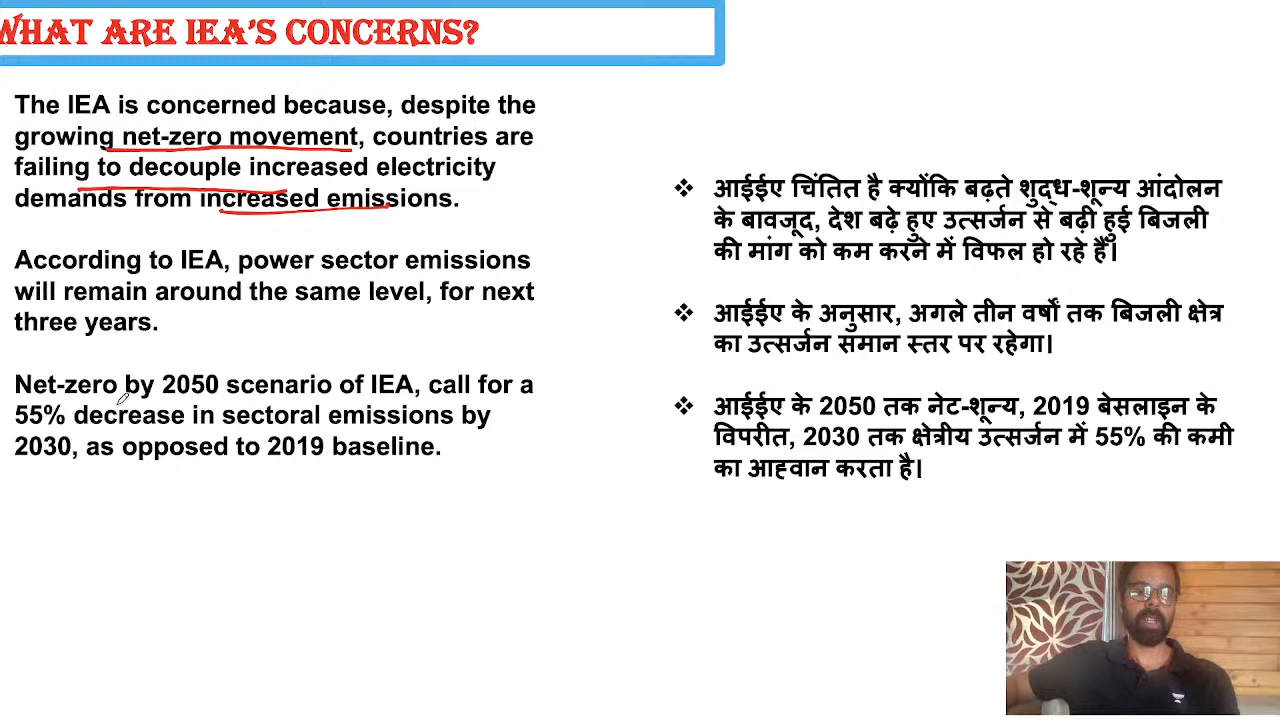 WHAT ARE IEA'S CONCERNS?
The IEA is concerned because, despite the
growing net-zero movement, countries are
failing to decouple increased electricity
demands from increased emissions.
According to IEA, power sector emissions
will remain around the same level, for next
three years.
Net-zero by 2050 scenario of IEA, call for a
55% decrease in sectoral emissions by
2030, as opposed to 2019 baseline.
❖ आईईए चिंतित है क्योंकि बढ़ते शुद्ध-शून्य आंदोलन
के बावजूद, देश बढ़े हुए उत्सर्जन से बढ़ी हुई बिजली
की मांग को कम करने में विफल हो रहे हैं।
❖ आईईए के अनुसार, अगले तीन वर्षों तक बिजली क्षेत्र
का उत्सर्जन समान स्तर पर रहेगा।
❖ आईईए के 2050 तक नेट-शून्य, 2019 बेसलाइन के
विपरीत, 2030 तक क्षेत्रीय उत्सर्जन में 55% की कमी
का आह्वान करता है।